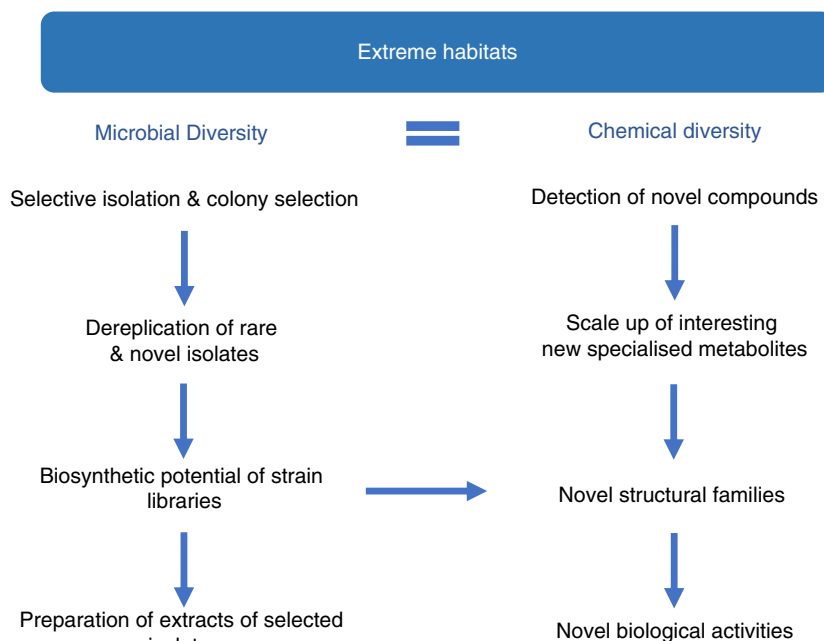 Extreme habitats
Microbial Diversity
Chemical diversity
Selective isolation & colony selection
Detection of novel compounds
Dereplication of rare
& novel isolates
Scale up of interesting
new specialised metabolites
Biosynthetic potential of strain
libraries
Novel structural families
Preparation of extracts of selected
Novel biological activities